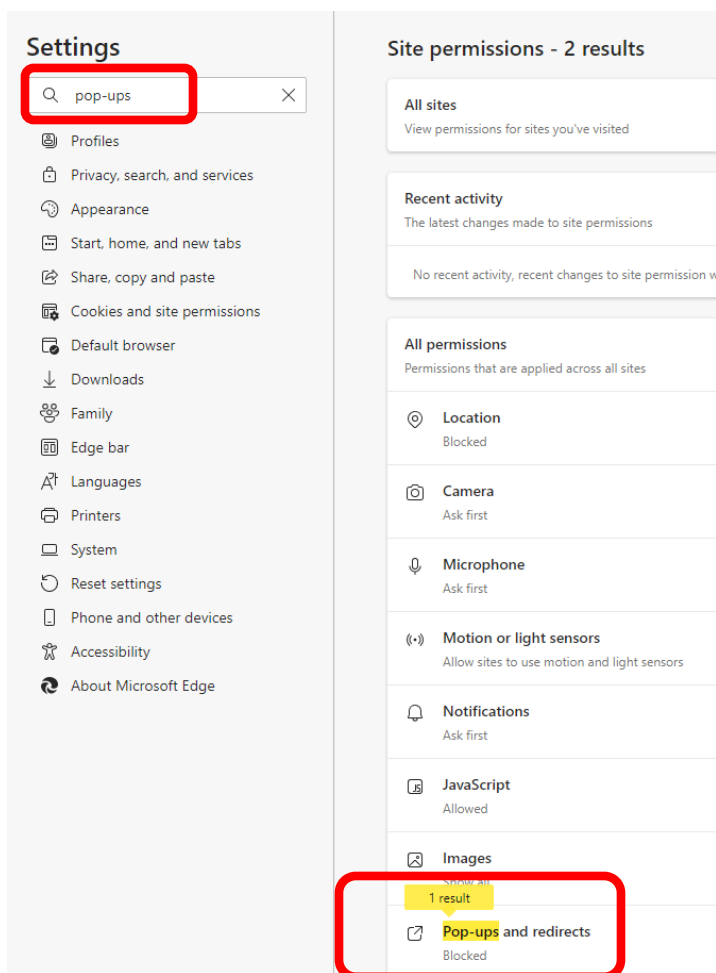 Settings
pop-ups
Profiles
Privacy, search, and services
Appearance
Start, home, and new tabs
Share, copy and paste
Cookies and site permissions
Default browser
Downloads
Family
Edge bar
Languages
Printers
System
Reset settings
Phone and other devices
Accessibility
About Microsoft Edge
Site permissions - 2 results
All sites
View permissions for sites you've visited
Recent activity
The latest changes made to site permissions
No recent activity, recent changes to site permission w
All permissions
Permissions that are applied across all sites
Location
Blocked
Camera
Ask first
Microphone
Ask first
Motion or light sensors
Allow sites to use motion and light sensors
Notifications
Ask first
JavaScript
Allowed
Images
Show all
1 result
Pop-ups and redirects
Blocked